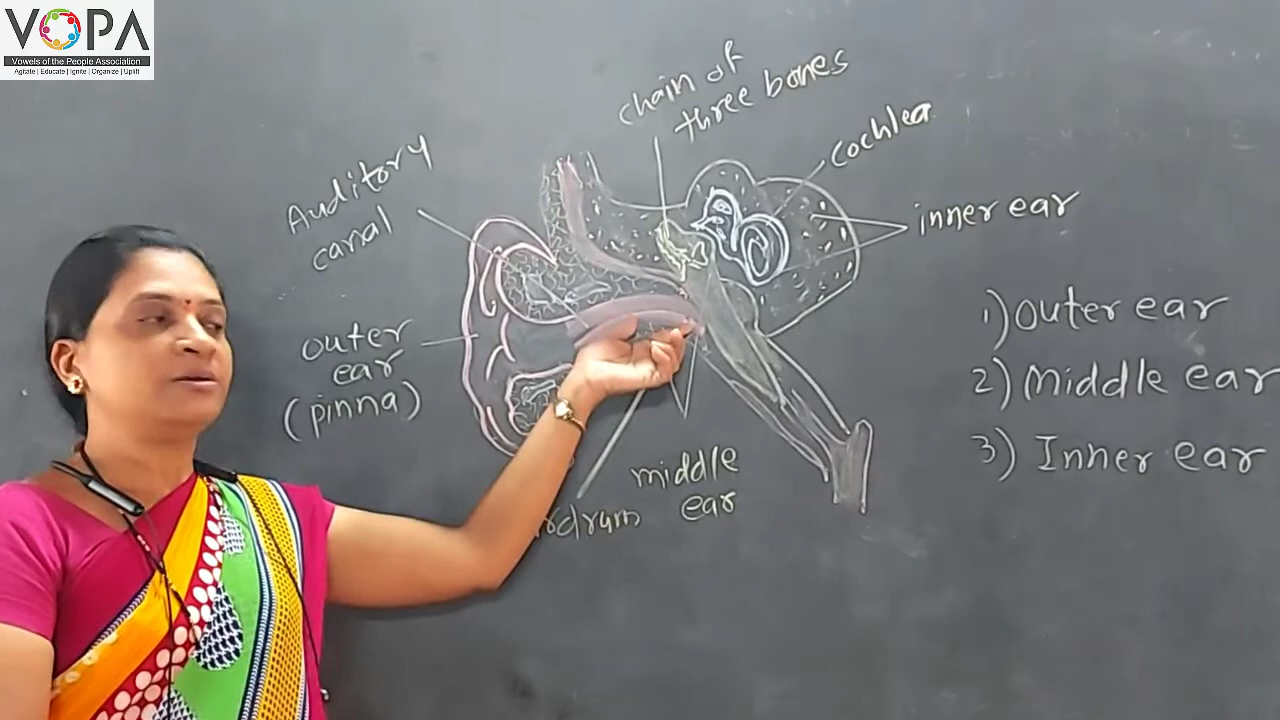 VOPA
Vowels of the People Association
Agitate | Educate | Ignite | Organize | Uplift
chain of
three bones
cochlea
inner ear
Auditory
canal
outer
ear
(pinna)
middle
ear
rdrum
1) Outer ear
2) Middle ear
3) Inner ear